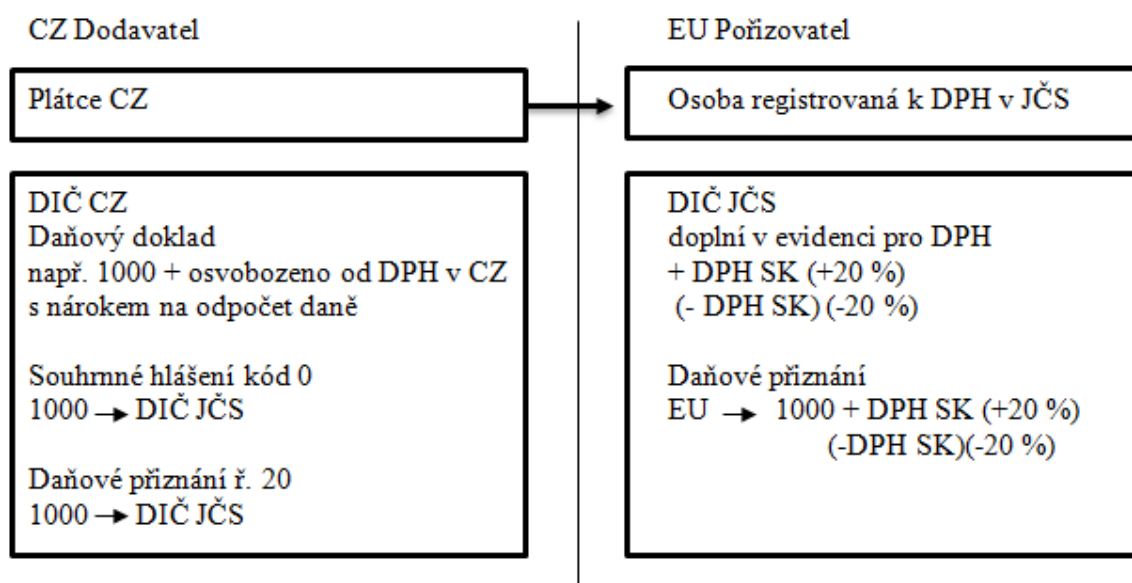 CZ Dodavatel
Plátce CZ
DIČ CZ
Daňový doklad
např. 1000 + osvobozeno od DPH v CZ
s nárokem na odpočet daně
Souhrnné hlášení kód 0
1000 → DIČ JČS
Daňové přiznání ř. 20
1000 → DIČ JČS
EU Pořizovatel
Osoba registrovaná k DPH v JČS
DIČ JČS
doplní v evidenci pro DPH
+ DPH SK (+20 %)
(- DPH SK) (-20 %)
Daňové přiznání
EU → 1000 + DPH SK (+20 %)
(-DPH SK)(-20 %)